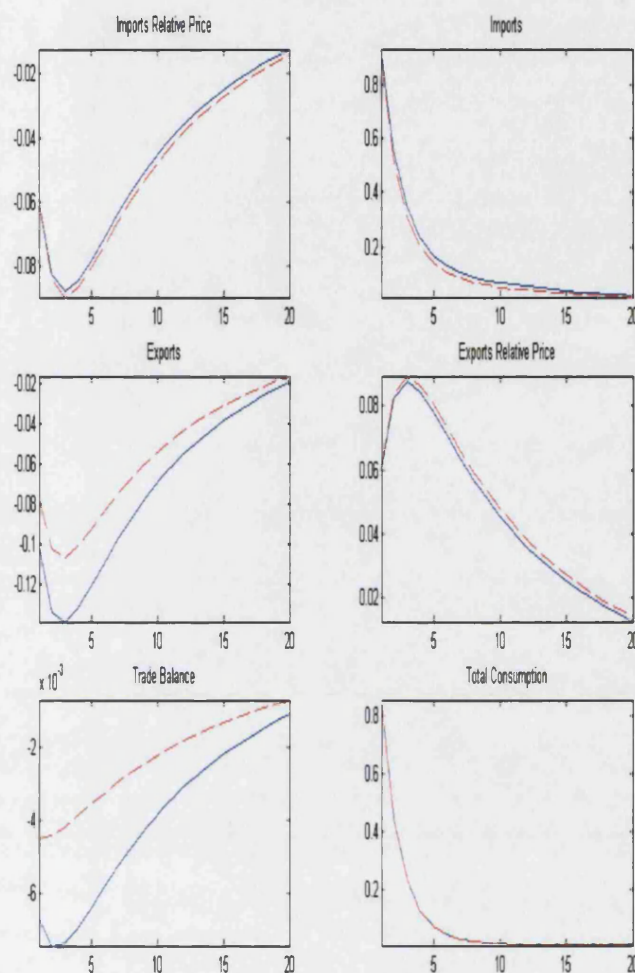 Imports Relative Price
-0.02
-0.04
-0.06
-0.08
5 10 15 20
Imports
0.8
0.6
0.4
0.2
5 10 15 20
Exports
-0.02
-0.04
-0.06
-0.08
-0.1
-0.12
5 10 15 20
Exports Relative Price
0.08
0.06
0.04
0.02
5 10 15 20
x 10⁻³
Trade Balance
-2
-4
-6
5 10 15 20
Total Consumption
0.8
0.6
0.4
0.2
5 10 15 20